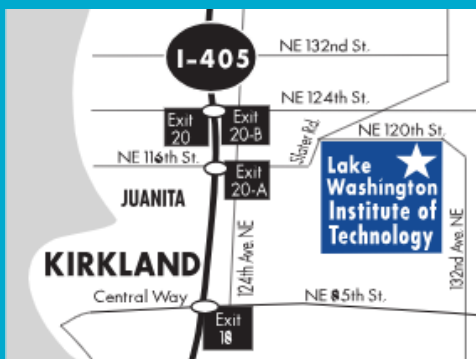 NE 132nd St.
I-405
NE 124th St.
Exit
20
Exit
20-B
Slater Rd.
NE 120th St.
NE 116th St.
Exit
20-A
Lake
Washington
Institute of
Technology
JUANITA
124th Ave. NE
132nd Ave. NE
KIRKLAND
Central Way
NE 85th St.
Exit
18